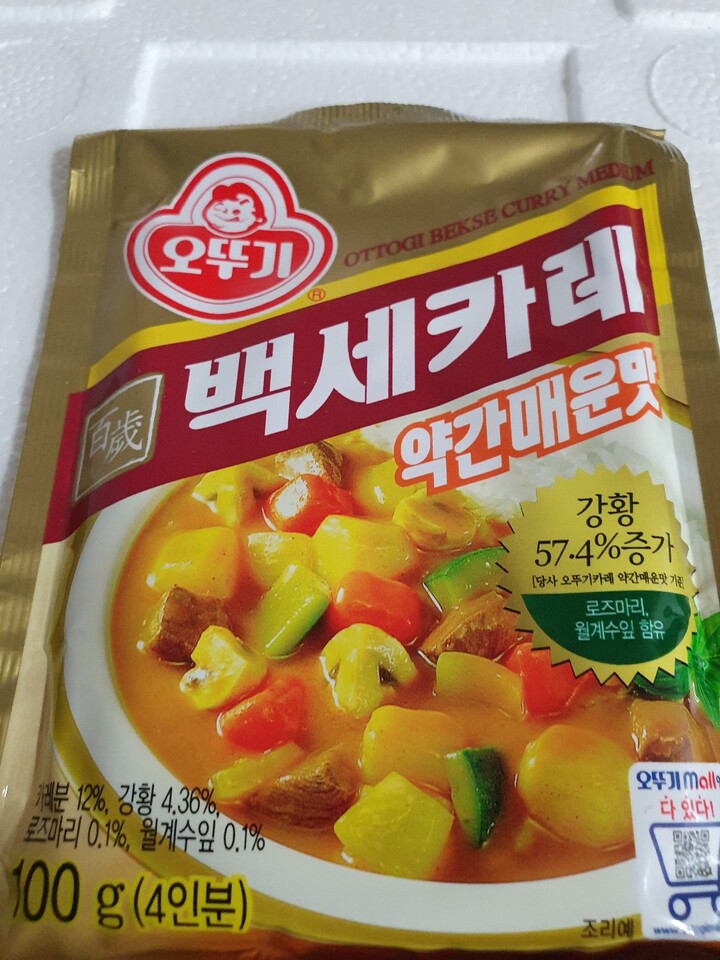 오뚜기
®
OTTOGI BEKSE CURRY MEDIUM
백세카레
百歲
약간매운맛
강황
57.4%증가
[당사 오뚜기카레 약간매운맛 기준]
로즈마리,
월계수잎 함유
카레분 12%, 강황 4.36%,
로즈마리 0.1%, 월계수잎 0.1%
100 g (4인분)
오뚜기 mall에
다 있다!
조리예